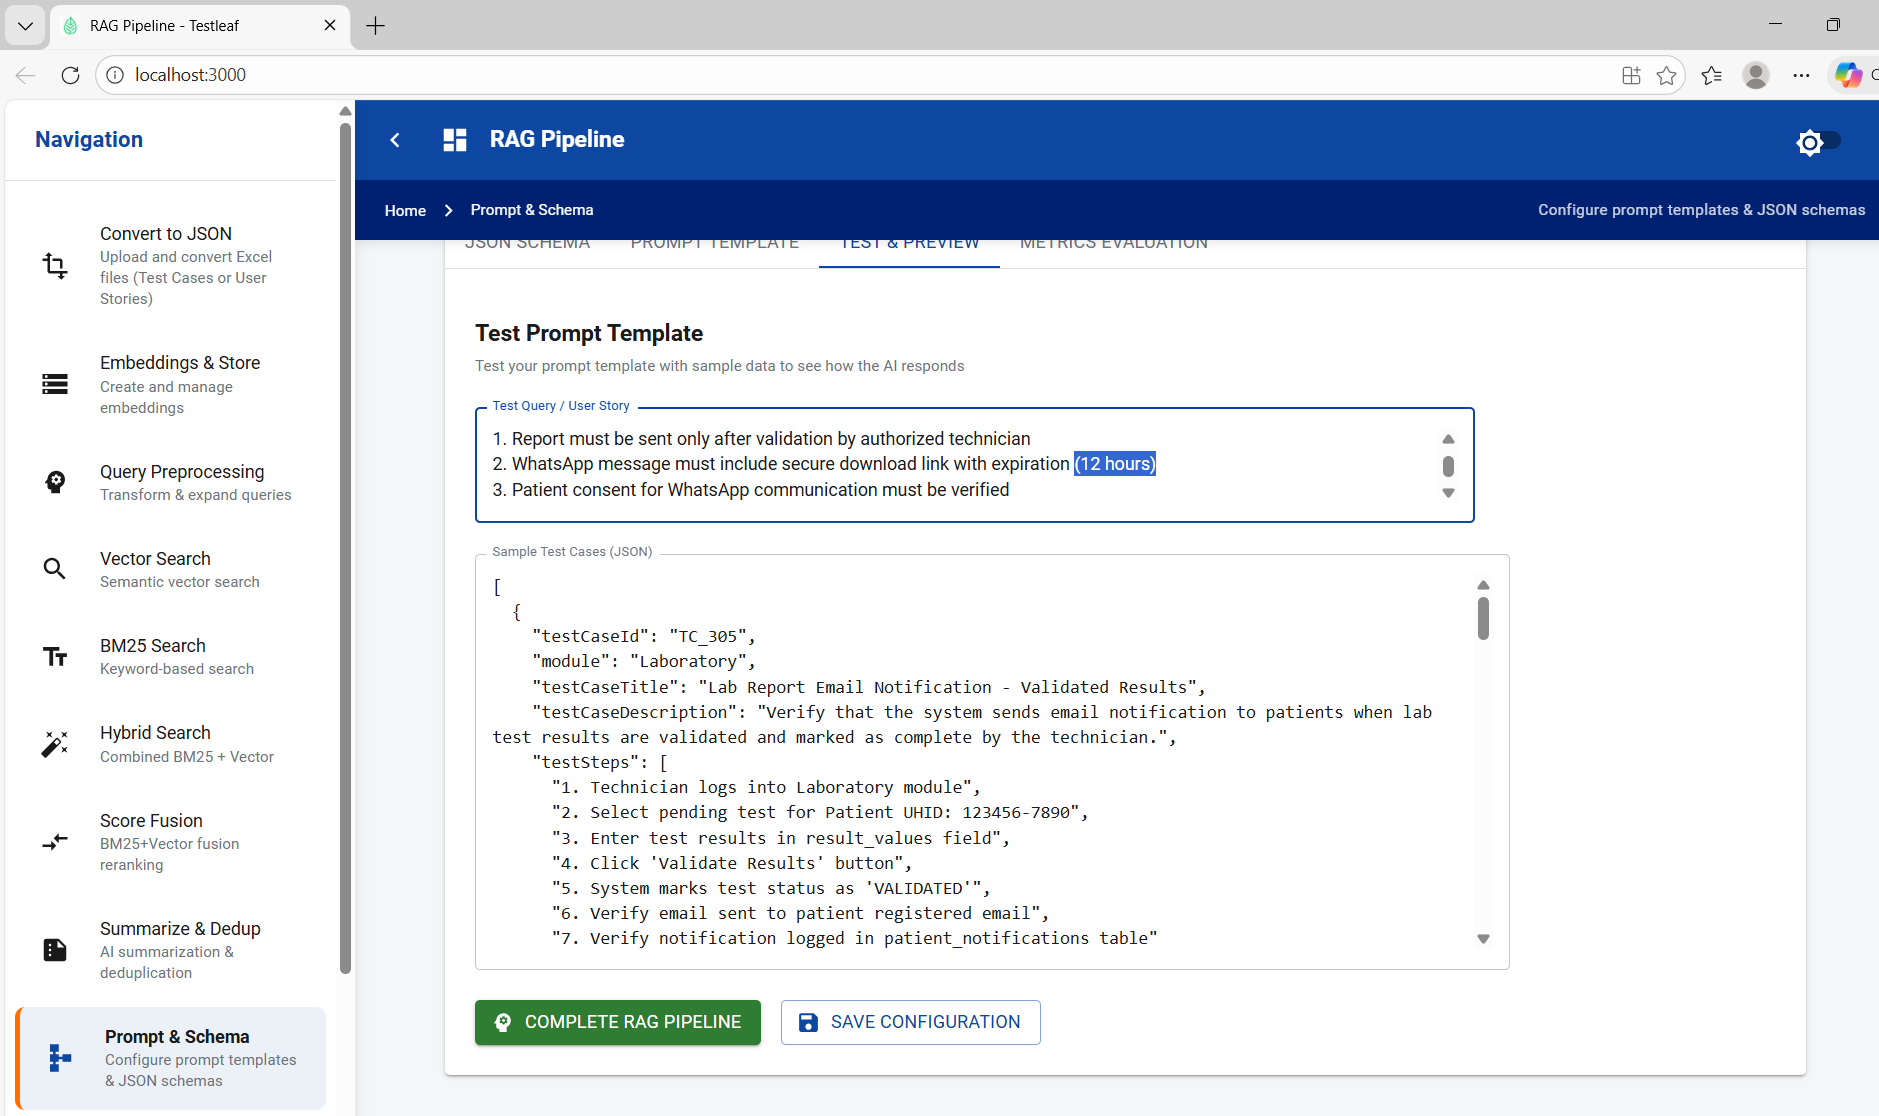 RAG Pipeline - Testleaf
localhost:3000
Navigation
RAG Pipeline
Home
Prompt & Schema
Configure prompt templates & JSON schemas
Convert to JSON
Upload and convert Excel
files (Test Cases or User
Stories)
Embeddings & Store
Create and manage
embeddings
Query Preprocessing
Transform & expand queries
Vector Search
Semantic vector search
BM25 Search
Keyword-based search
Hybrid Search
Combined BM25 + Vector
Score Fusion
BM25+Vector fusion
reranking
Summarize & Dedup
AI summarization &
deduplication
Prompt & Schema
Configure prompt templates
& JSON schemas
JSON SCHEMA
PROMPT TEMPLATE
TEST & PREVIEW
METRICS EVALUATION
Test Prompt Template
Test your prompt template with sample data to see how the AI responds
Test Query / User Story
1. Report must be sent only after validation by authorized technician
2. WhatsApp message must include secure download link with expiration (12 hours)
3. Patient consent for WhatsApp communication must be verified
Sample Test Cases (JSON)
[
{
"testCaseId": "TC_305",
"module": "Laboratory",
"testCaseTitle": "Lab Report Email Notification - Validated Results",
"testCaseDescription": "Verify that the system sends email notification to patients when lab
test results are validated and marked as complete by the technician.",
"testSteps": [
"1. Technician logs into Laboratory module",
"2. Select pending test for Patient UHID: 123456-7890",
"3. Enter test results in result_values field",
"4. Click 'Validate Results' button",
"5. System marks test status as 'VALIDATED'",
"6. Verify email sent to patient registered email",
"7. Verify notification logged in patient_notifications table"
COMPLETE RAG PIPELINE
SAVE CONFIGURATION